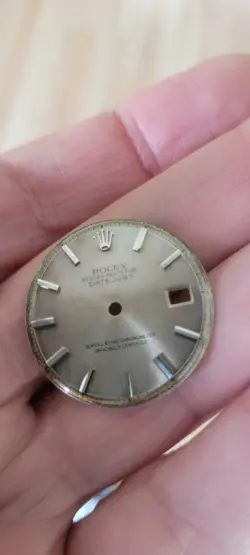 ROLEX
OYSTER PERPETUAL
DATEJUST
SUPERLATIVE CHRONOMETER
OFFICIALLY CERTIFIED